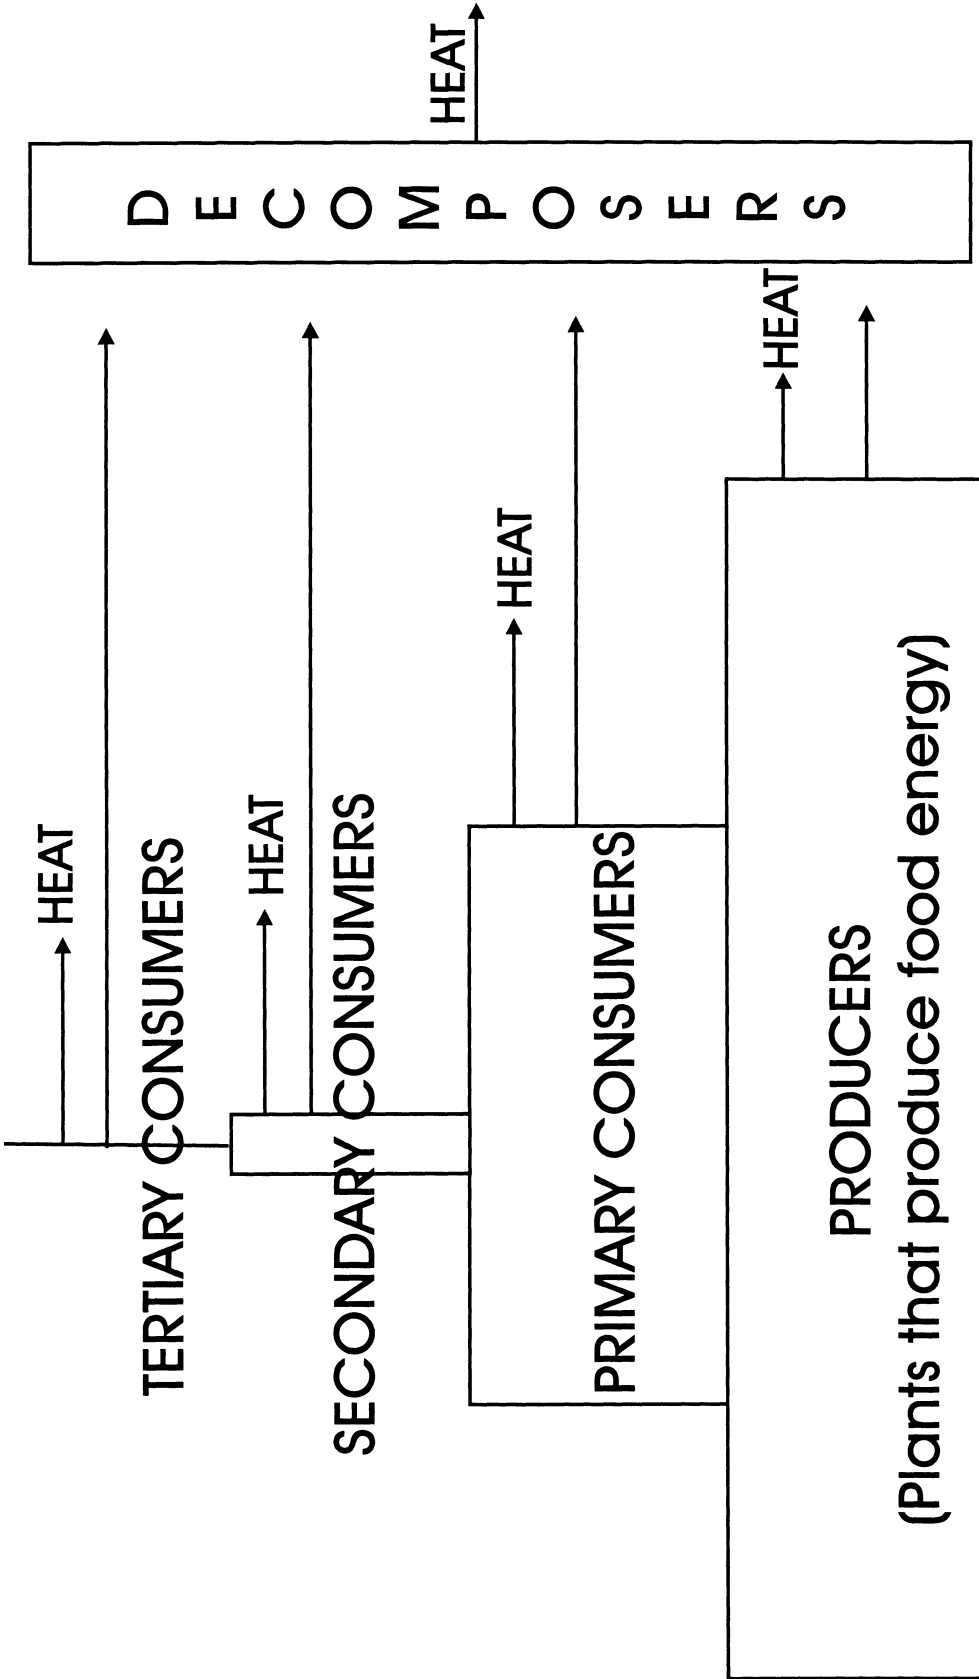 HEAT
TERTIARY CONSUMERS
HEAT
SECONDARY CONSUMERS
HEAT
PRIMARY CONSUMERS
HEAT
PRODUCERS
(Plants that produce food energy)
DECOMPOSERS
HEAT